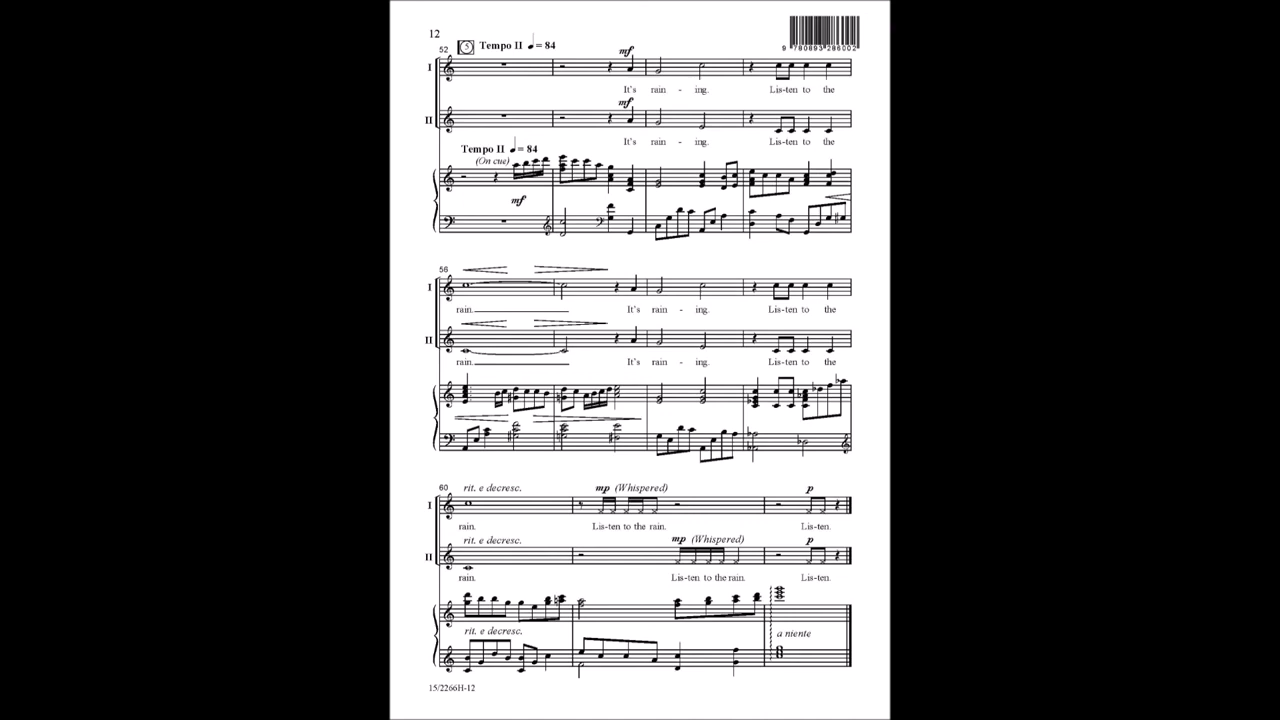 12
9 780893 286002
52 5 Tempo II ♩= 84
mf
I
It's rain - ing. Lis-ten to the
mf
II
It's rain - ing. Lis-ten to the
Tempo II ♩= 84
(On cue)
mf
56
I
rain. It's rain - ing. Lis-ten to the
II
rain. It's rain - ing. Lis-ten to the
60 rit. e decresc. mp (Whispered) p
I
rain. Lis-ten to the rain. Lis-ten.
rit. e decresc. mp (Whispered) p
II
rain. Lis-ten to the rain. Lis-ten.
rit. e decresc. a niente
15/2266H-12